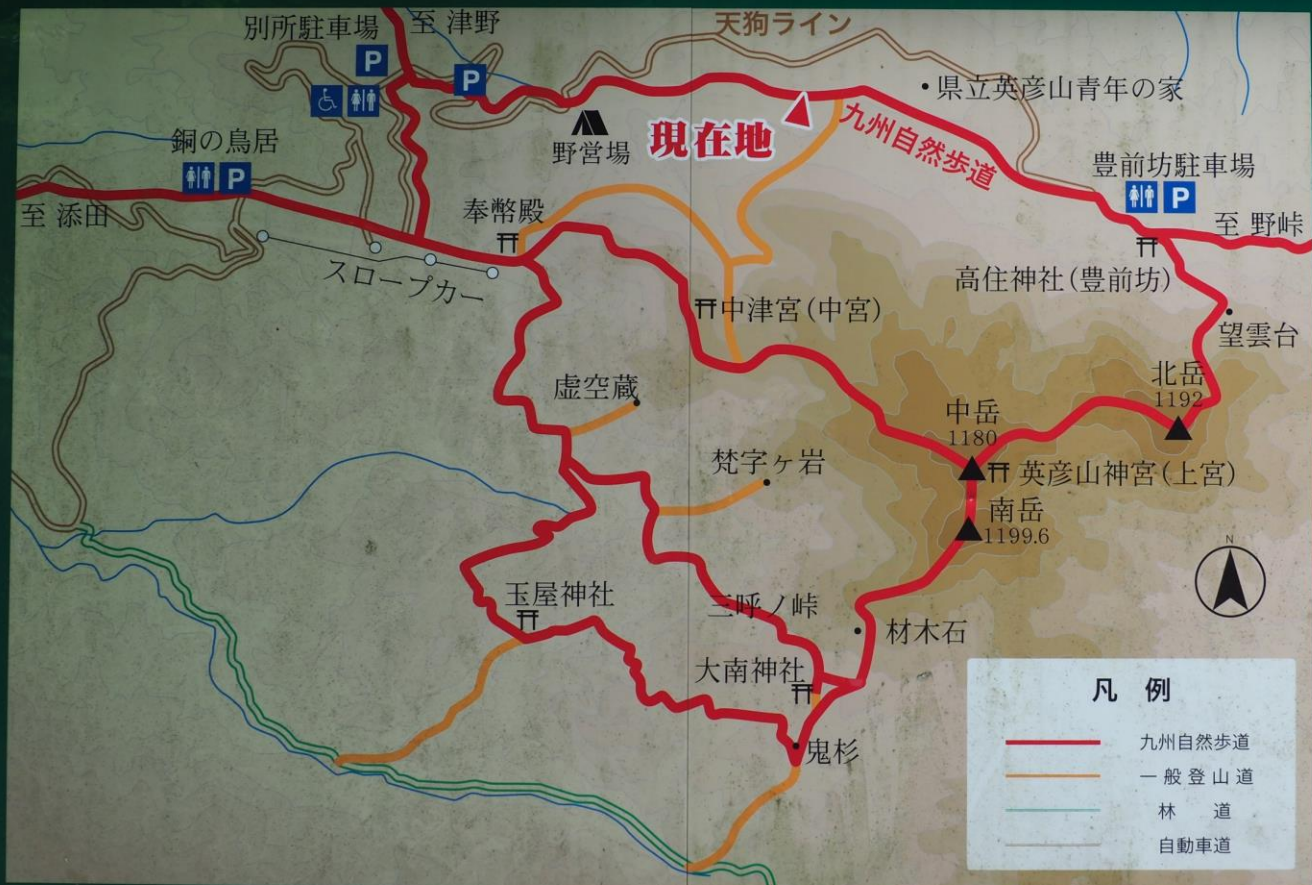 別所駐車場
至 津野
天狗ライン
P
P
県立英彦山青年の家
銅の鳥居
P
野営場
現在地
九州自然歩道
豊前坊駐車場
P
至 添田
奉幣殿
至 野峠
スロープカー
高住神社(豊前坊)
中津宮(中宮)
望雲台
虚空蔵
北岳
1192
中岳
1180
梵字ヶ岩
英彦山神宮(上宮)
南岳
1199.6
N
玉屋神社
三呼ノ峠
材木石
大南神社
鬼杉
凡 例
九州自然歩道
一般登山道
林 道
自動車道